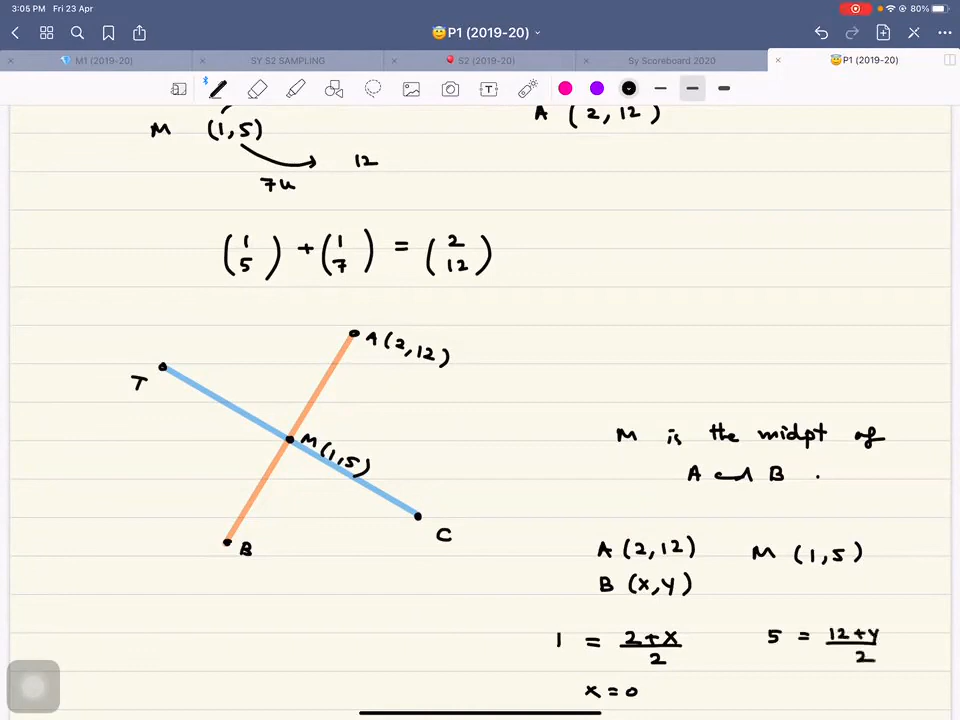 3:05 PM Fri 23 Apr 80%
😇P1 (2019-20)
M1 (2019-20) SY S2 SAMPLING S2 (2019-20) Sy Scoreboard 2020 😇P1 (2019-20)
A (2, 12)
M (1, 5)
12
7u
(1 5) + (1 7) = (2 12)
A (2, 12)
T
M (1, 5)
C
B
M is the midpt of
A and B .
A (2, 12) M (1, 5)
B (x, y)
1 = 2+x/2 5 = 12+y/2
x = 0